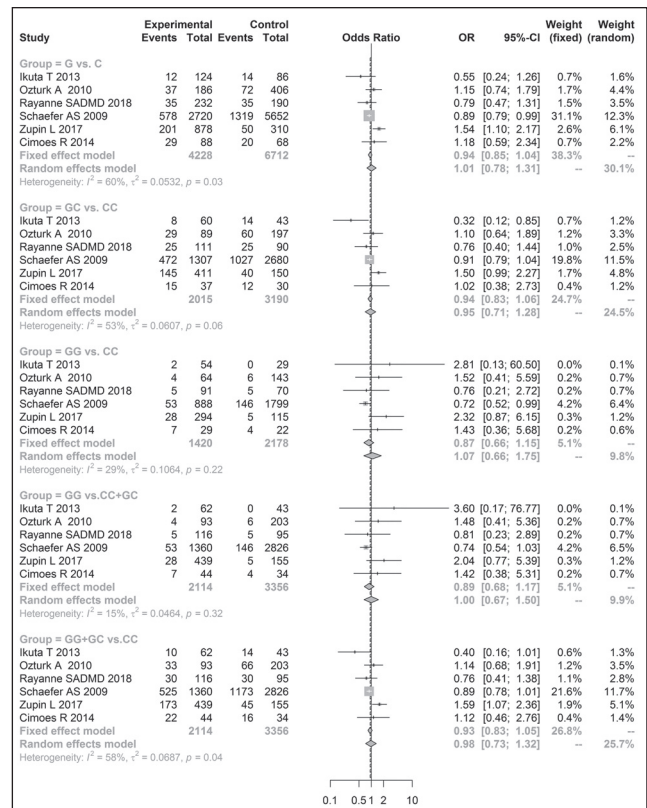 Experimental Control Weight Weight
Study Events Total Events Total Odds Ratio OR 95%-CI (fixed) (random)
Group = G vs. C
Ikuta T 2013 12 124 14 86 0.55 [0.24; 1.26] 0.7% 1.6%
Ozturk A 2010 37 186 72 406 1.15 [0.74; 1.79] 1.7% 4.4%
Rayanne SADMD 2018 35 232 35 190 0.79 [0.47; 1.31] 1.5% 3.5%
Schaefer AS 2009 578 2720 1319 5652 0.89 [0.79; 0.99] 31.1% 12.3%
Zupin L 2017 201 878 50 310 1.54 [1.10; 2.17] 2.6% 6.1%
Cimoes R 2014 29 88 20 68 1.18 [0.59; 2.34] 0.7% 2.2%
Fixed effect model 4228 6712 0.94 [0.85; 1.04] 38.3% --
Random effects model 1.01 [0.78; 1.31] -- 30.1%
Heterogeneity: I² = 60%, τ² = 0.0532, p = 0.03
Group = GC vs. CC
Ikuta T 2013 8 60 14 43 0.32 [0.12; 0.85] 0.7% 1.2%
Ozturk A 2010 29 89 60 197 1.10 [0.64; 1.89] 1.2% 3.3%
Rayanne SADMD 2018 25 111 25 90 0.76 [0.40; 1.44] 1.1% 2.6%
Schaefer AS 2009 472 1307 1027 2680 0.91 [0.79; 1.04] 19.8% 11.5%
Zupin L 2017 145 411 40 150 1.50 [0.99; 2.27] 1.7% 4.8%
Cimoes R 2014 15 37 12 30 1.02 [0.38; 2.73] 0.4% 1.2%
Fixed effect model 2015 3190 0.94 [0.83; 1.06] 24.7% --
Random effects model 0.95 [0.71; 1.28] -- 24.5%
Heterogeneity: I² = 53%, τ² = 0.0607, p = 0.06
Group = GG vs. CC
Ikuta T 2013 2 54 0 29 2.81 [0.13; 60.50] 0.0% 0.1%
Ozturk A 2010 4 64 6 143 1.52 [0.41; 5.59] 0.2% 0.7%
Rayanne SADMD 2018 5 91 5 70 0.76 [0.21; 2.72] 0.2% 0.7%
Schaefer AS 2009 53 888 146 1799 0.72 [0.52; 0.99] 4.2% 6.4%
Zupin L 2017 28 294 5 115 2.32 [0.87; 6.15] 0.3% 1.2%
Cimoes R 2014 7 29 4 22 1.43 [0.36; 5.68] 0.2% 0.6%
Fixed effect model 1420 2178 0.87 [0.66; 1.15] 5.1% --
Random effects model 1.07 [0.66; 1.75] -- 9.8%
Heterogeneity: I² = 29%, τ² = 0.1064, p = 0.22
Group = GG vs.CC+GC
Ikuta T 2013 2 62 0 43 3.60 [0.17; 76.77] 0.0% 0.1%
Ozturk A 2010 4 93 6 203 1.48 [0.41; 5.36] 0.2% 0.7%
Rayanne SADMD 2018 5 116 5 95 0.81 [0.23; 2.89] 0.2% 0.7%
Schaefer AS 2009 53 1360 146 2826 0.74 [0.54; 1.03] 4.2% 6.5%
Zupin L 2017 28 439 5 155 2.04 [0.77; 5.39] 0.3% 1.2%
Cimoes R 2014 7 44 4 34 1.42 [0.38; 5.31] 0.2% 0.7%
Fixed effect model 2114 3356 0.89 [0.68; 1.17] 5.1% --
Random effects model 1.00 [0.67; 1.50] -- 9.9%
Heterogeneity: I² = 15%, τ² = 0.0464, p = 0.32
Group = GG+GC vs.CC
Ikuta T 2013 10 62 14 43 0.40 [0.16; 1.01] 0.6% 1.3%
Ozturk A 2010 33 93 66 203 1.14 [0.68; 1.91] 1.2% 3.5%
Rayanne SADMD 2018 30 116 30 95 0.76 [0.41; 1.38] 1.1% 2.8%
Schaefer AS 2009 525 1360 1173 2826 0.89 [0.78; 1.01] 21.6% 11.7%
Zupin L 2017 173 439 45 155 1.59 [1.07; 2.36] 1.9% 5.1%
Cimoes R 2014 22 44 16 34 1.12 [0.46; 2.76] 0.4% 1.4%
Fixed effect model 2114 3356 0.93 [0.83; 1.05] 26.8% --
Random effects model 0.98 [0.73; 1.32] -- 25.7%
Heterogeneity: I² = 58%, τ² = 0.0687, p = 0.04
0.1 0.5 1 2 10